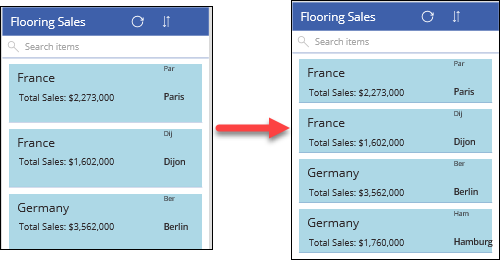 Flooring Sales
Search items
France Par
Total Sales: $2,273,000 Paris
France Dij
Total Sales: $1,602,000 Dijon
Germany Ber
Total Sales: $3,562,000 Berlin
Flooring Sales
Search items
France Par
Total Sales: $2,273,000 Paris
France Dij
Total Sales: $1,602,000 Dijon
Germany Ber
Total Sales: $3,562,000 Berlin
Germany Ham
Total Sales: $1,760,000 Hamburg